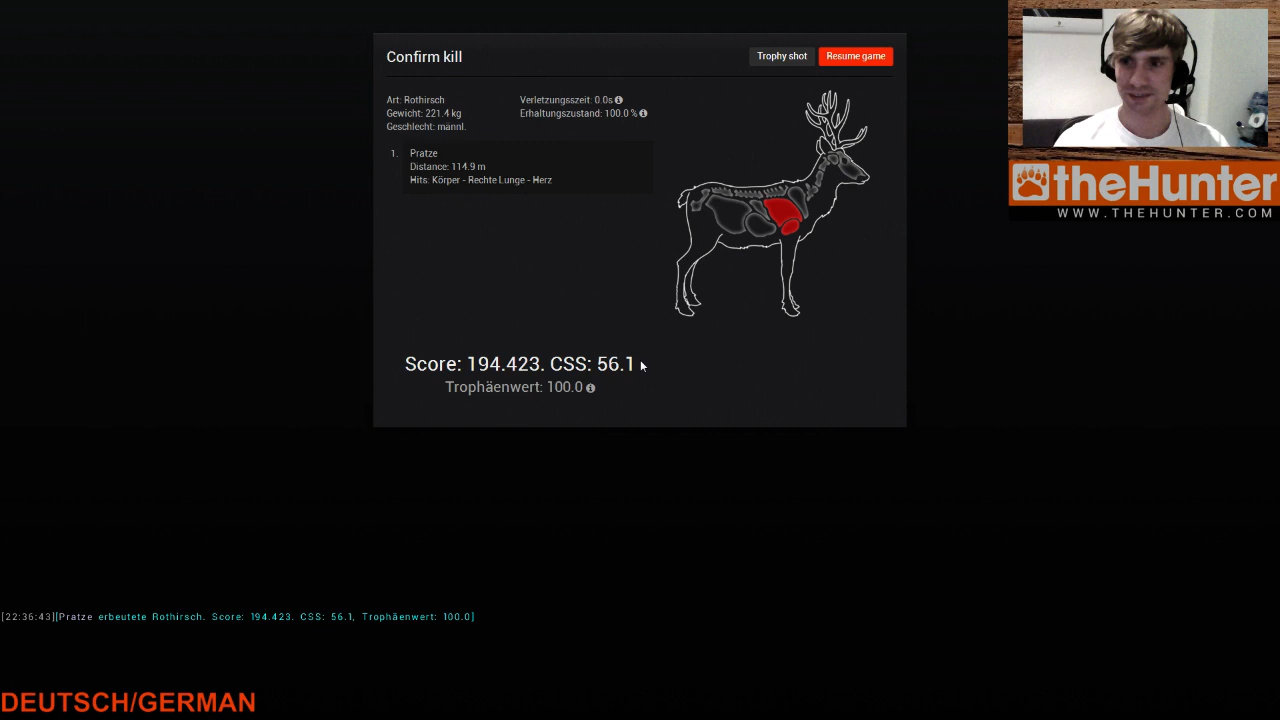 Confirm kill
Trophy shot
Resume game
Art: Rothirsch
Gewicht: 221.4 kg
Geschlecht: männl.
Verletzungsszeit: 0.0s
Erhaltungszustand: 100.0 %
1. Pratze
Distance: 114.9 m
Hits: Körper - Rechte Lunge - Herz
Score: 194.423. CSS: 56.1
Trophäenwert: 100.0
theHunter
WWW.THEHUNTER.COM
[22:36:43][Pratze erbeutete Rothirsch. Score: 194.423. CSS: 56.1, Trophäenwert: 100.0]
DEUTSCH/GERMAN